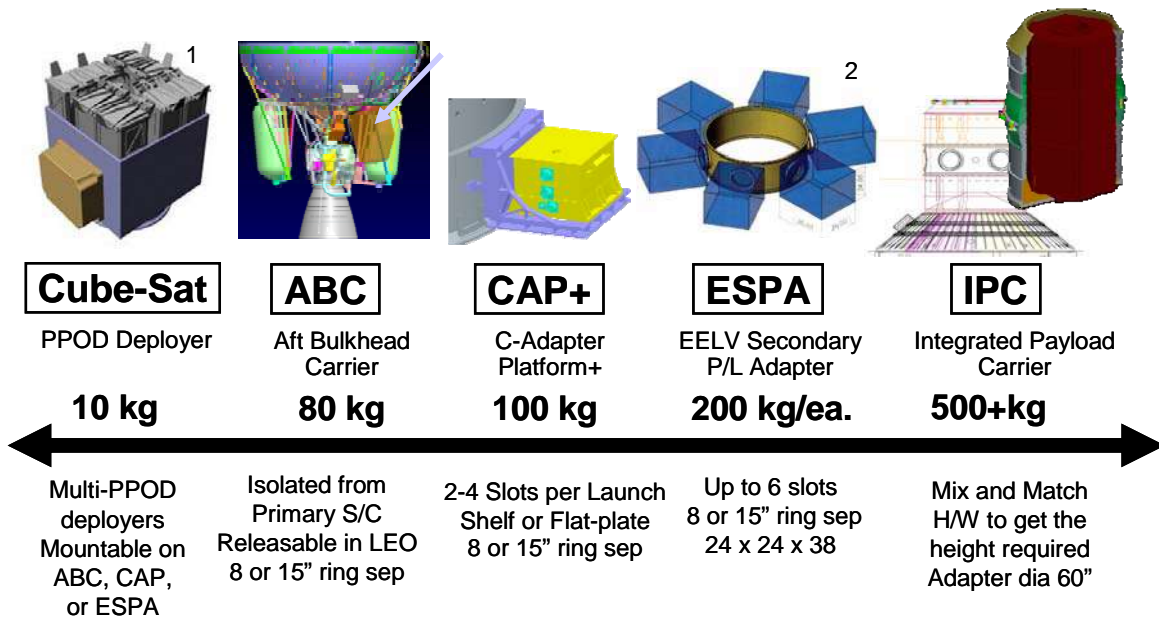 1
2
Cube-Sat
PPOD Deployer
10 kg
Multi-PPOD
deployers
Mountable on
ABC, CAP,
or ESPA
ABC
Aft Bulkhead
Carrier
80 kg
Isolated from
Primary S/C
Releasable in LEO
8 or 15” ring sep
CAP+
C-Adapter
Platform+
100 kg
2-4 Slots per Launch
Shelf or Flat-plate
8 or 15” ring sep
ESPA
EELV Secondary
P/L Adapter
200 kg/ea.
Up to 6 slots
8 or 15” ring sep
24 x 24 x 38
IPC
Integrated Payload
Carrier
500+kg
Mix and Match
H/W to get the
height required
Adapter dia 60”